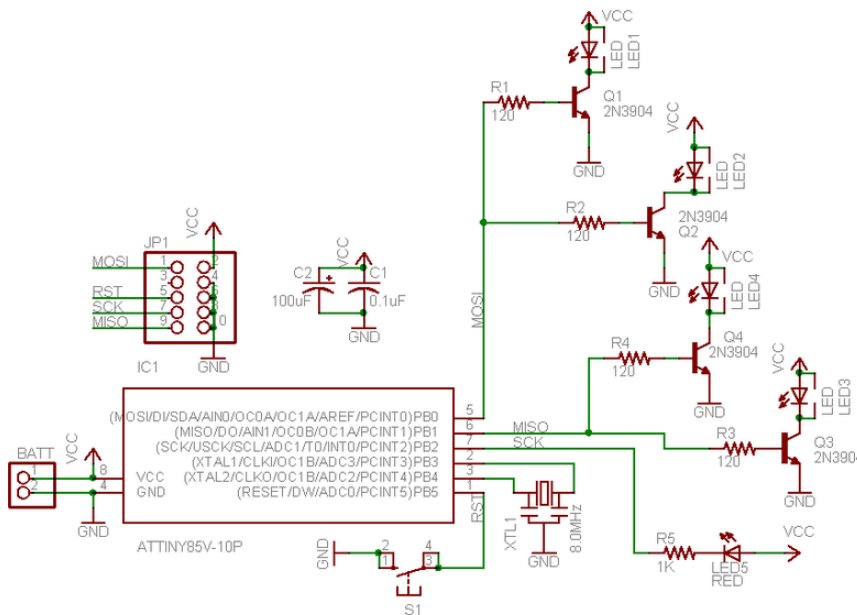 VCC
LED
LED1
R1
120
Q1
2N3904
GND
VCC
LED
LED2
R2
120
2N3904
Q2
GND
VCC
LED
LED4
R4
120
Q4
2N3904
GND
VCC
LED
LED3
R3
120
Q3
2N3904
GND
VCC
JP1
MOSI 1 2
3 4
RST 5 6
SCK 7 8
MISO 9 0
GND
C2
100uF
VCC
C1
0.1uF
GND
MOSI
IC1
(MOSI/DI/SDA/AIN0/OC0A/OC1A/AREF/PCINT0)PB0 5
(MISO/DO/AIN1/OC0B/OC1A/PCINT1)PB1 6 MISO
(SCK/USCK/SCL/ADC1/T0/INT0/PCINT2)PB2 7 SCK
(XTAL1/CLKI/OC1B/ADC3/PCINT3)PB3 2
(XTAL2/CLKO/OC1B/ADC2/PCINT4)PB4 3
(RESET/DW/ADC0/PCINT5)PB5 1
BATT
1
2
VCC
8 VCC
4 GND
GND
ATTINY85V-10P
RST
XTL1
8.0MHz
GND
GND
2 4
1 3
S1
R5
1K
LED5
RED
VCC